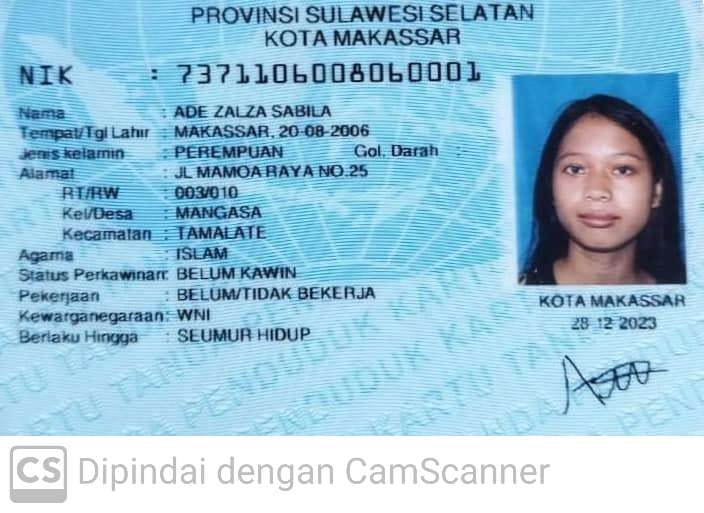 PROVINSI SULAWESI SELATAN
KOTA MAKASSAR
NIK : 7371106008060001
Nama : ADE ZALZA SABILA
Tempat/Tgl Lahir : MAKASSAR, 20-08-2006
Jenis kelamin : PEREMPUAN Gol. Darah :
Alamat : JL MAMOA RAYA NO.25
RT/RW : 003/010
Kel/Desa : MANGASA
Kecamatan : TAMALATE
Agama : ISLAM
Status Perkawinan: BELUM KAWIN
Pekerjaan : BELUM/TIDAK BEKERJA
Kewarganegaraan: WNI
Berlaku Hingga : SEUMUR HIDUP
KOTA MAKASSAR
28-12-2023
CS Dipindai dengan CamScanner